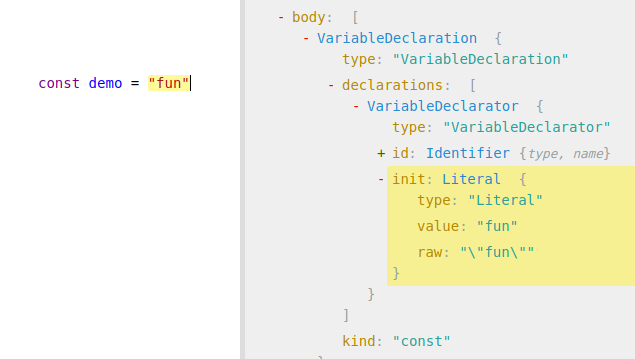 const demo = "fun"
- body: [
- VariableDeclaration {
type: "VariableDeclaration"
- declarations: [
- VariableDeclarator {
type: "VariableDeclarator"
+ id: Identifier {type, name}
- init: Literal {
type: "Literal"
value: "fun"
raw: "\"fun\""
}
}
]
kind: "const"
}